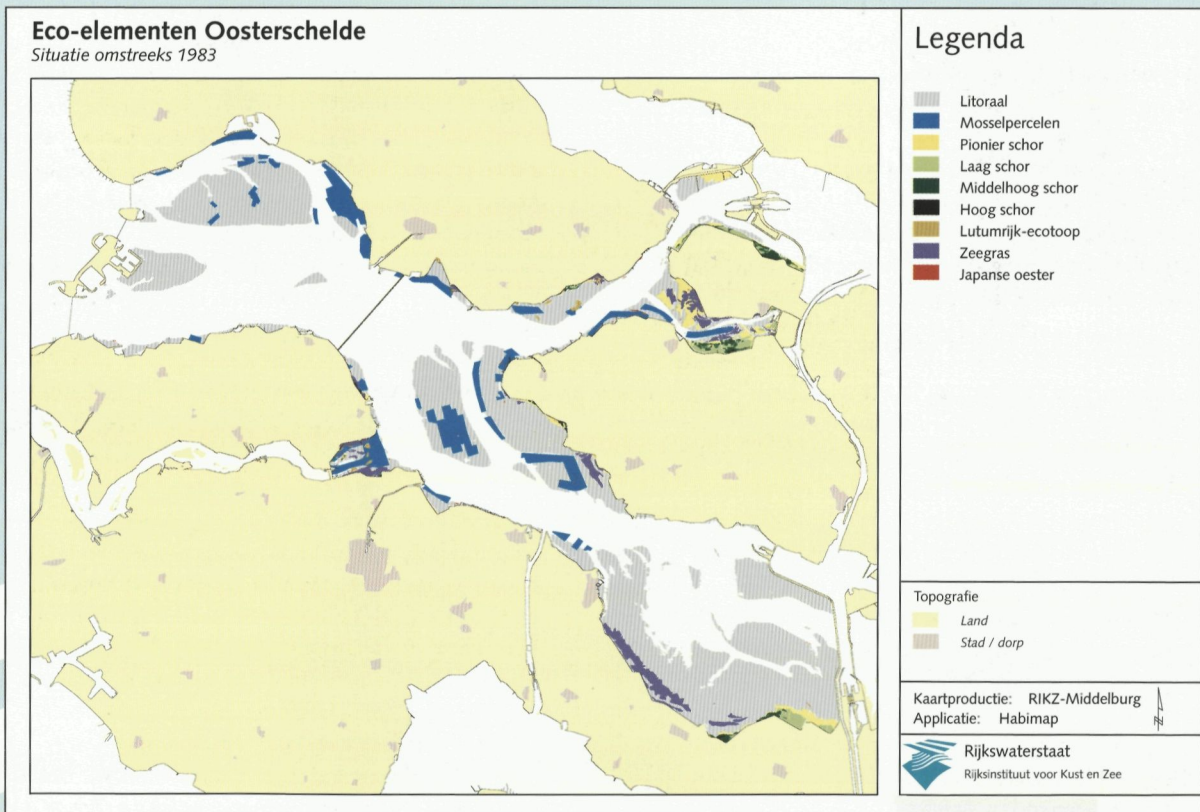 Eco-elementen Oosterschelde
Situatie omstreeks 1983
Legenda
Litoraal
Mosselpercelen
Pionier schor
Laag schor
Middelhoog schor
Hoog schor
Lutumrijk-ecotoop
Zeegras
Japanse oester
Topografie
Land
Stad / dorp
Kaartproductie: RIKZ-Middelburg
Applicatie: Habimap
N
Rijkswaterstaat
Rijksinstituut voor Kust en Zee